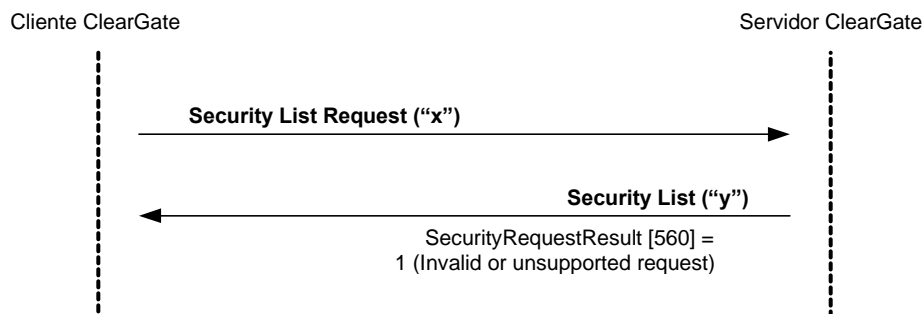 Cliente ClearGate
Servidor ClearGate
Security List Request (“x”)
Security List (“y”)
SecurityRequestResult [560] =
1 (Invalid or unsupported request)